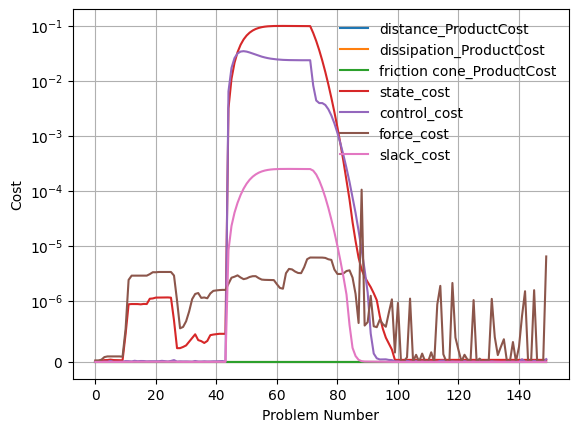 distance_ProductCost
dissipation_ProductCost
friction cone_ProductCost
state_cost
control_cost
force_cost
slack_cost
Cost
10⁻¹
10⁻²
10⁻³
10⁻⁴
10⁻⁵
10⁻⁶
0
0 20 40 60 80 100 120 140
Problem Number